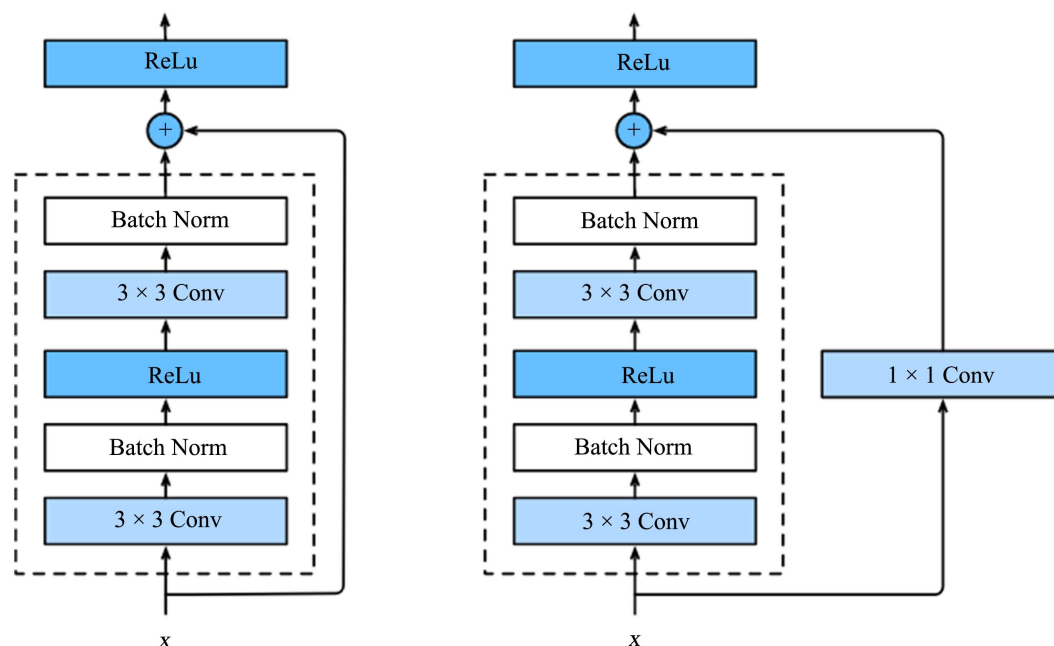 ReLu
+
Batch Norm
3 × 3 Conv
ReLu
Batch Norm
3 × 3 Conv
x
ReLu
+
Batch Norm
3 × 3 Conv
ReLu
Batch Norm
3 × 3 Conv
1 × 1 Conv
x